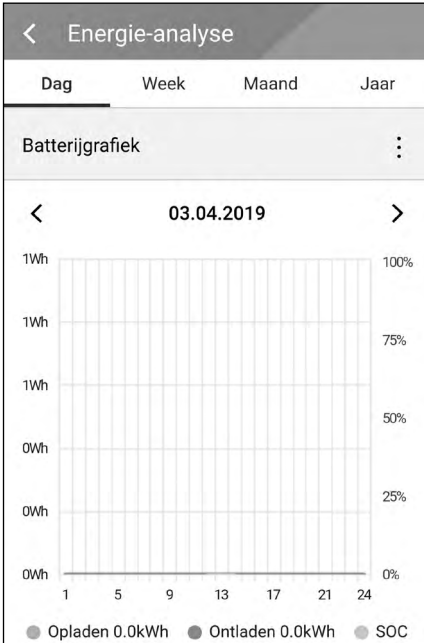 Energie-analyse
Dag Week Maand Jaar
Batterijgrafiek
03.04.2019
1Wh 100%
1Wh
75%
1Wh
50%
0Wh
25%
0Wh
0Wh 0%
1 5 9 13 17 21 24
Opladen 0.0kWh Ontladen 0.0kWh SOC